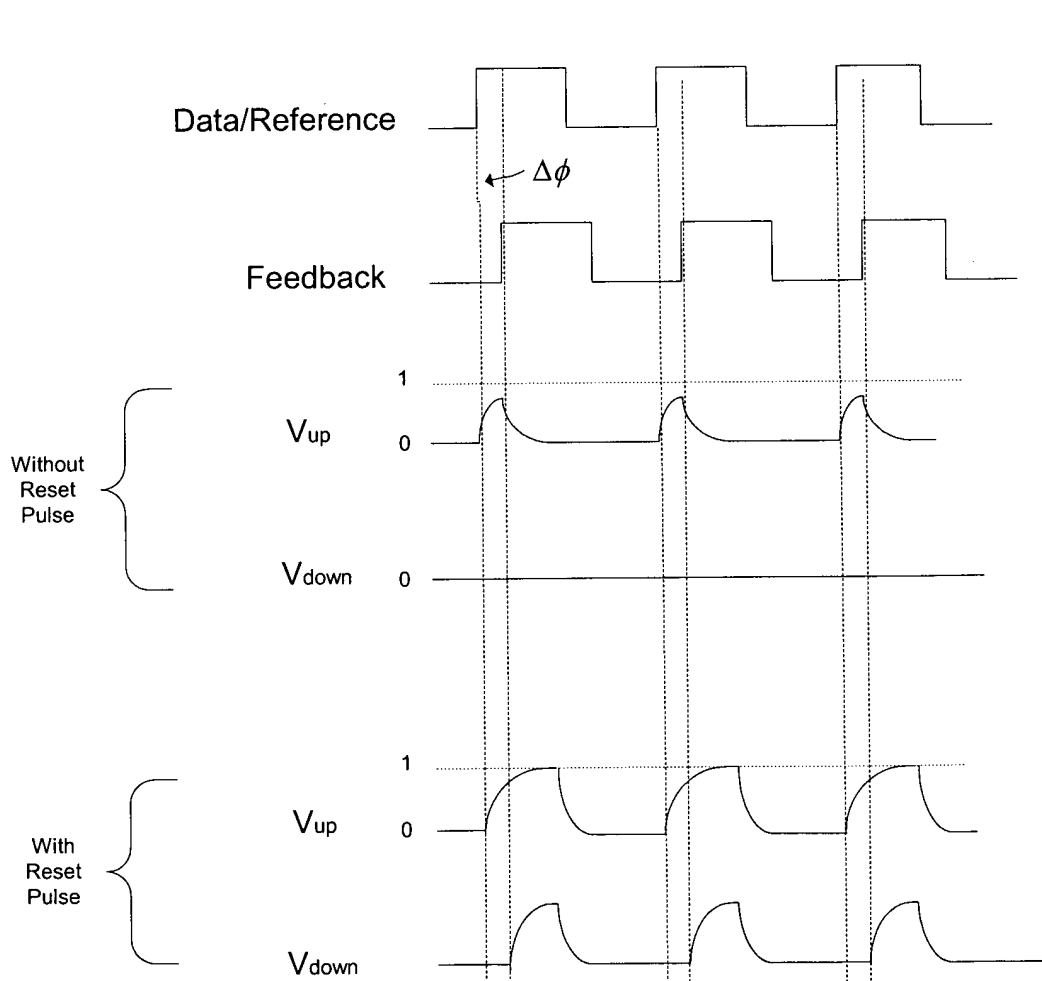 Data/Reference
Δϕ
Feedback
1
Vup
0
Without
Reset
Pulse
Vdown
0
1
Vup
0
With
Reset
Pulse
Vdown